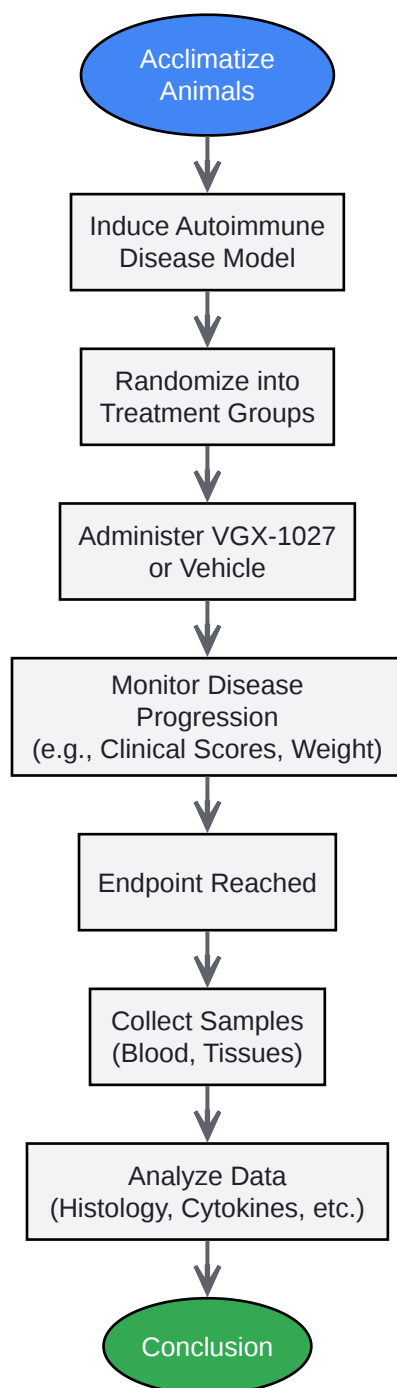 Acclimatize
Animals
Induce Autoimmune
Disease Model
Randomize into
Treatment Groups
Administer VGX-1027
or Vehicle
Monitor Disease
Progression
(e.g., Clinical Scores, Weight)
Endpoint Reached
Collect Samples
(Blood, Tissues)
Analyze Data
(Histology, Cytokines, etc.)
Conclusion